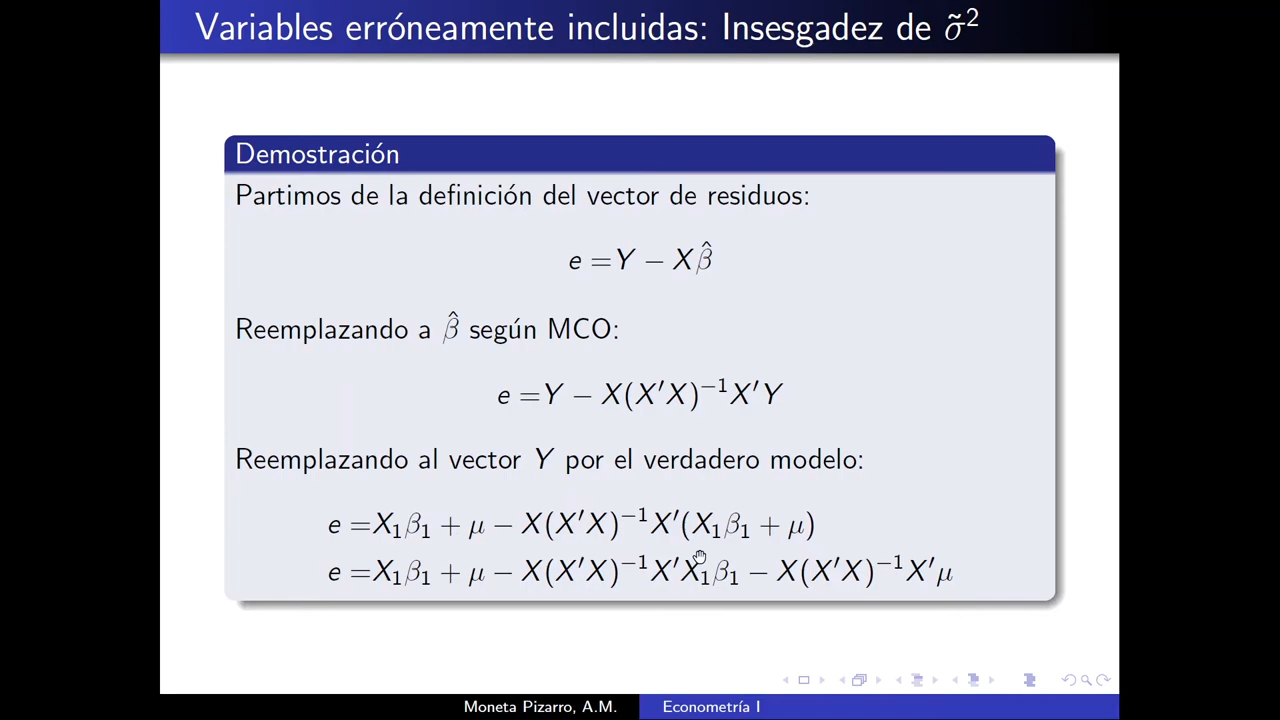 Variables erróneamente incluidas: Insesgadez de σ̃²
Demostración
Partimos de la definición del vector de residuos:
e =Y − Xβ̂
Reemplazando a β̂ según MCO:
e =Y − X(X′X)⁻¹X′Y
Reemplazando al vector Y por el verdadero modelo:
e =X₁β₁ + μ − X(X′X)⁻¹X′(X₁β₁ + μ)
e =X₁β₁ + μ − X(X′X)⁻¹X′X₁β₁ − X(X′X)⁻¹X′μ
Moneta Pizarro, A.M.
Econometría I